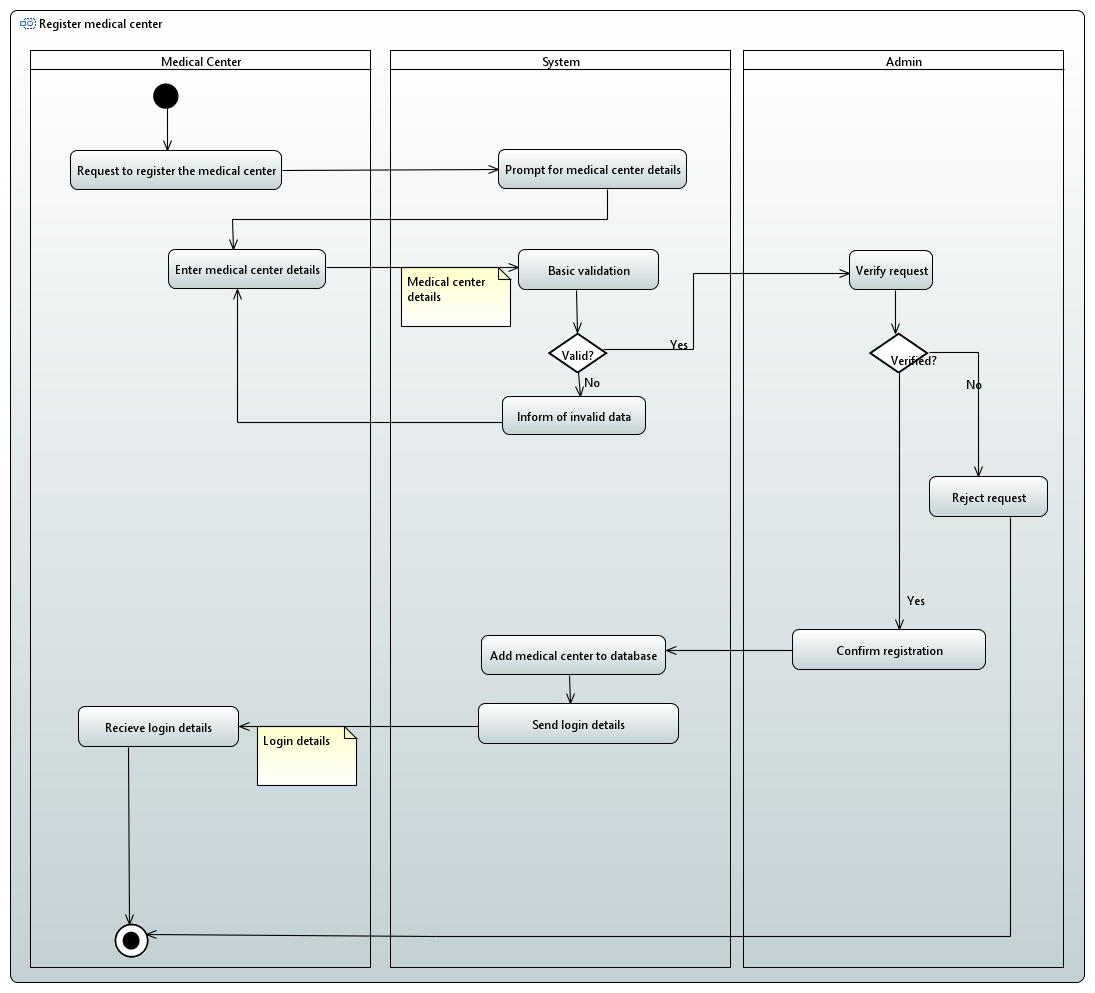 Register medical center
Medical Center
System
Admin
Request to register the medical center
Prompt for medical center details
Enter medical center details
Medical center
details
Basic validation
Verify request
Valid?
Yes
Verified?
No
No
Inform of invalid data
Reject request
Yes
Confirm registration
Add medical center to database
Send login details
Recieve login details
Login details